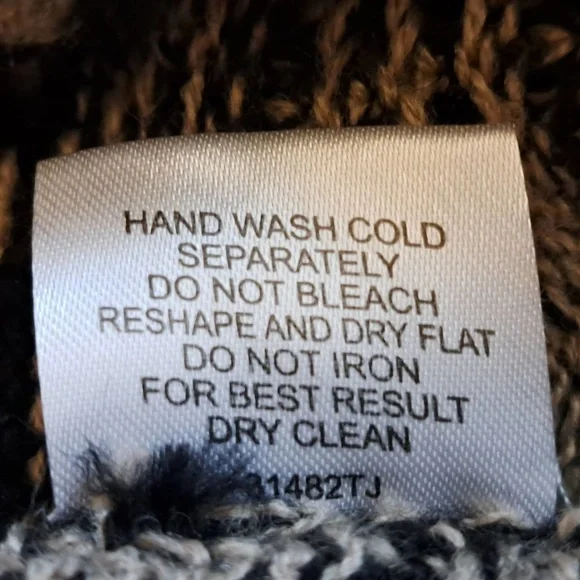 HAND WASH COLD
SEPARATELY
DO NOT BLEACH
RESHAPE AND DRY FLAT
DO NOT IRON
FOR BEST RESULT
DRY CLEAN